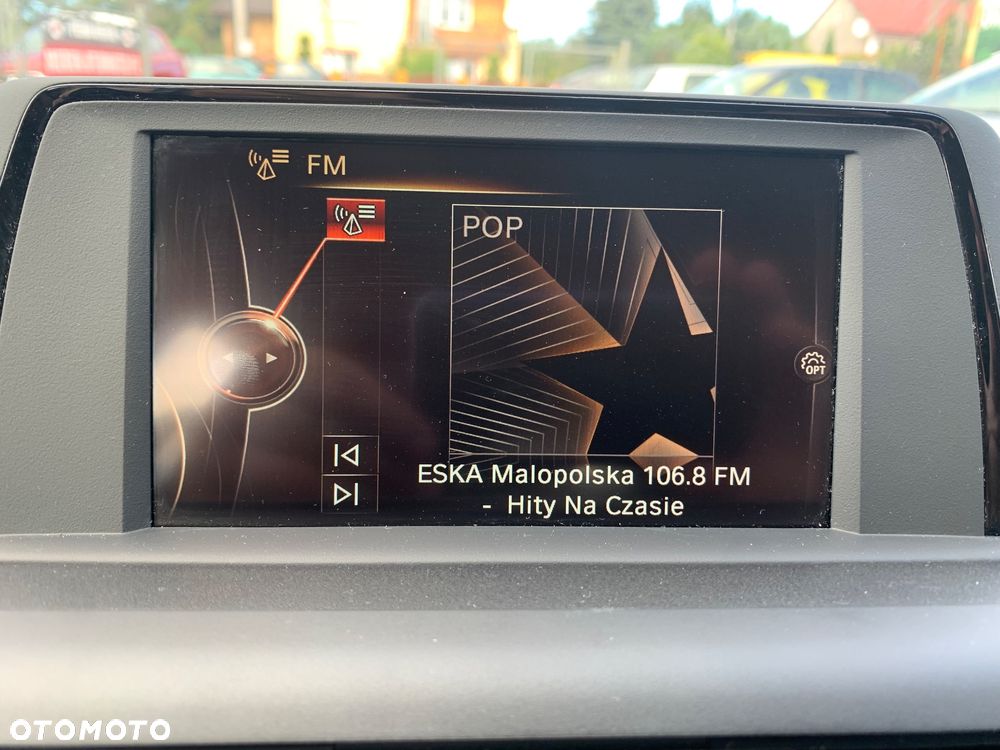 FM
POP
OPT
ESKA Malopolska 106.8 FM
- Hity Na Czasie
OTOMOTO